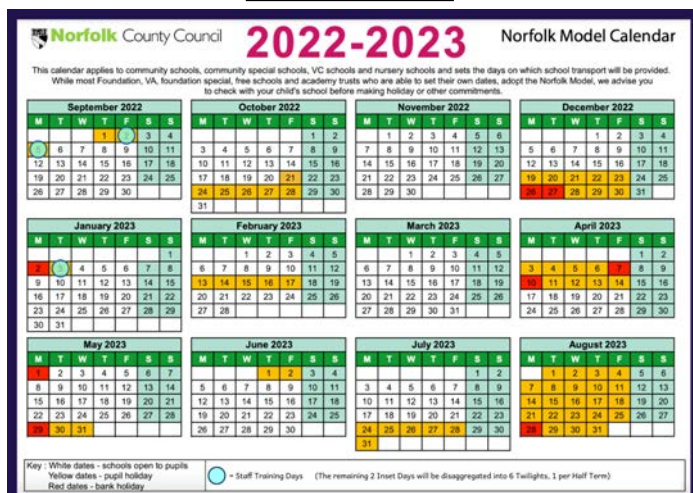 Norfolk County Council
2022-2023
Norfolk Model Calendar
This calendar applies to community schools, community special schools, VC schools and nursery schools and sets the days on which school transport will be provided.
While most Foundation, VA, foundation special, free schools and academy trusts who are able to set their own dates, adopt the Norfolk Model, we advise you
to check with your child's school before making holiday or other commitments.
September 2022
M T W T F S S
1 2 3 4
5 6 7 8 9 10 11
12 13 14 15 16 17 18
19 20 21 22 23 24 25
26 27 28 29 30
October 2022
M T W T F S S
1 2
3 4 5 6 7 8 9
10 11 12 13 14 15 16
17 18 19 20 21 22 23
24 25 26 27 28 29 30
31
November 2022
M T W T F S S
1 2 3 4 5 6
7 8 9 10 11 12 13
14 15 16 17 18 19 20
21 22 23 24 25 26 27
28 29 30
December 2022
M T W T F S S
1 2 3 4
5 6 7 8 9 10 11
12 13 14 15 16 17 18
19 20 21 22 23 24 25
26 27 28 29 30 31
January 2023
M T W T F S S
1
2 3 4 5 6 7 8
9 10 11 12 13 14 15
16 17 18 19 20 21 22
23 24 25 26 27 28 29
30 31
February 2023
M T W T F S S
1 2 3 4 5
6 7 8 9 10 11 12
13 14 15 16 17 18 19
20 21 22 23 24 25 26
27 28
March 2023
M T W T F S S
1 2 3 4 5
6 7 8 9 10 11 12
13 14 15 16 17 18 19
20 21 22 23 24 25 26
27 28 29 30 31
April 2023
M T W T F S S
1 2
3 4 5 6 7 8 9
10 11 12 13 14 15 16
17 18 19 20 21 22 23
24 25 26 27 28 29 30
May 2023
M T W T F S S
1 2 3 4 5 6 7
8 9 10 11 12 13 14
15 16 17 18 19 20 21
22 23 24 25 26 27 28
29 30 31
June 2023
M T W T F S S
1 2 3 4
5 6 7 8 9 10 11
12 13 14 15 16 17 18
19 20 21 22 23 24 25
26 27 28 29 30
July 2023
M T W T F S S
1 2
3 4 5 6 7 8 9
10 11 12 13 14 15 16
17 18 19 20 21 22 23
24 25 26 27 28 29 30
31
August 2023
M T W T F S S
1 2 3 4 5 6
7 8 9 10 11 12 13
14 15 16 17 18 19 20
21 22 23 24 25 26 27
28 29 30 31
Key : White dates - schools open to pupils
Yellow dates - pupil holiday
Red dates - bank holiday
= Staff Training Days (The remaining 2 Inset Days will be disaggregated into 6 Twilights, 1 per Half Term)